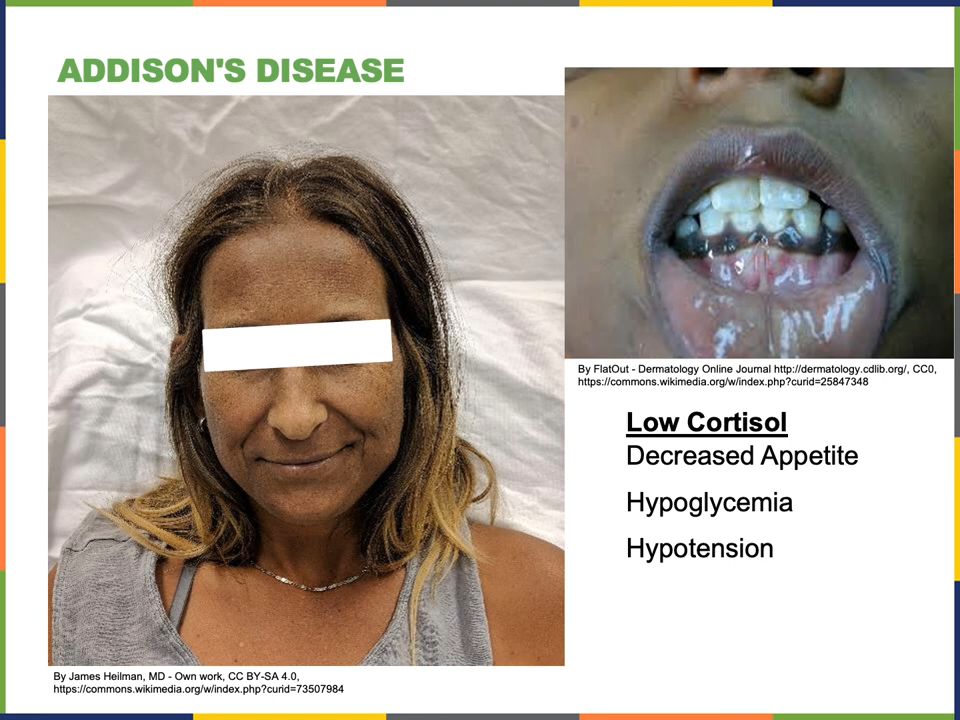 ADDISON'S DISEASE
By FlatOut - Dermatology Online Journal http://dermatology.cdlib.org/, CC0,
https://commons.wikimedia.org/w/index.php?curid=25847348
Low Cortisol
Decreased Appetite
Hypoglycemia
Hypotension
By James Heilman, MD - Own work, CC BY-SA 4.0,
https://commons.wikimedia.org/w/index.php?curid=73507984